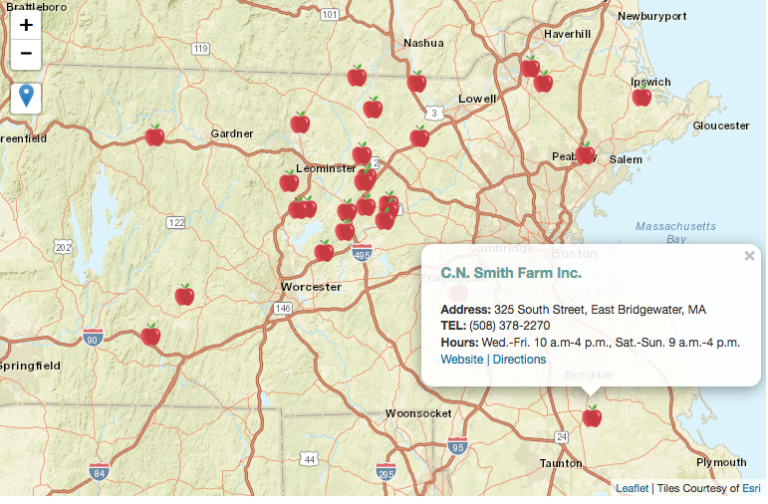 Brattleboro
101
Newburyport
+
Haverhill
Nashua
119
−
Ipswich
Lowell
3
Gloucester
Gardner
reenfield
Peab dy
Salem
2
Leominster
122
Massachusetts
Bay
202
Cambridge
Boston
495
×
C.N. Smith Farm Inc.
Framingham
Worcester
146
Address: 325 South Street, East Bridgewater, MA
TEL: (508) 378-2270
Hours: Wed.-Fri. 10 a.m-4 p.m., Sat.-Sun. 9 a.m.-4 p.m.
Website | Directions
90
Springfield
Brockton
Woonsocket
24
95
44
Taunton
Plymouth
84
295
Leaflet | Tiles Courtesy of Esri